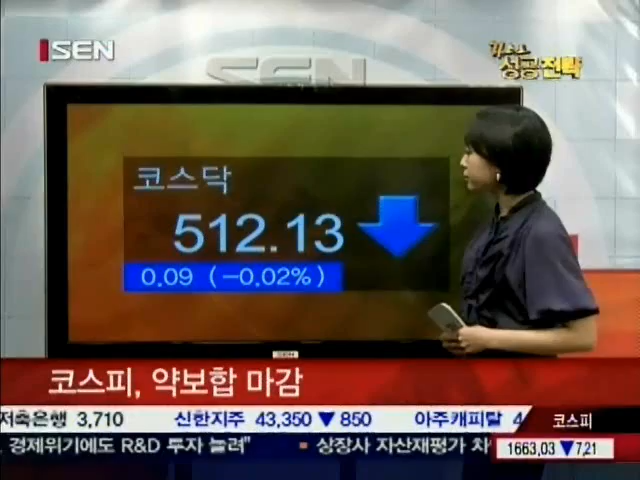 SEN
SEN
성공전략
코스닥
512.13
0.09 (-0.02%)
SEN
코스피, 약보합 마감
저축은행 3,710 신한지주 43,350 ▼ 850 아주캐피탈 4
코스피
경제위기에도 R&D 투자 늘려" ■ 상장사 자산재평가 차
1663.03 ▼7.21